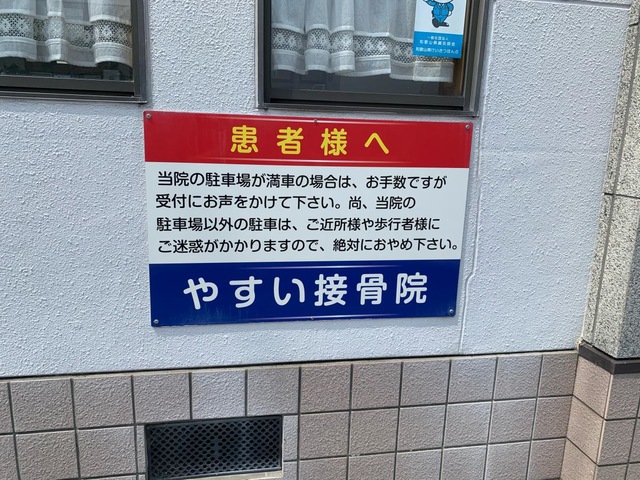 患者様へ
当院の駐車場が満車の場合は、お手数ですが
受付にお声をかけて下さい。尚、当院の
駐車場以外の駐車は、ご近所様や歩行者様に
ご迷惑がかかりますので、絶対におやめ下さい。
やすい接骨院